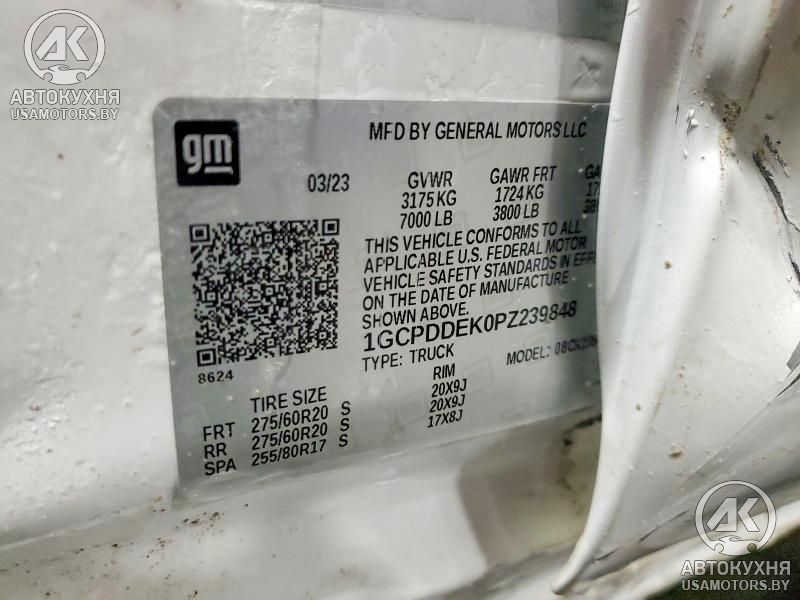 AK
АВТОКУХНЯ
USAMOTORS.BY
gm
MFD BY GENERAL MOTORS LLC
03/23 GVWR GAWR FRT
3175 KG 1724 KG
7000 LB 3800 LB
THIS VEHICLE CONFORMS TO ALL
APPLICABLE U.S. FEDERAL MOTOR
VEHICLE SAFETY STANDARDS IN
ON THE DATE OF MANUFACTURE
SHOWN ABOVE.
1GCPDDEK0PZ239848
TYPE: TRUCK MODEL:
8624
TIRE SIZE RIM
FRT 275/60R20 S 20X9J
RR 275/60R20 S 20X9J
SPA 255/80R17 S 17X8J
AK
АВТОКУХНЯ
USAMOTORS.BY